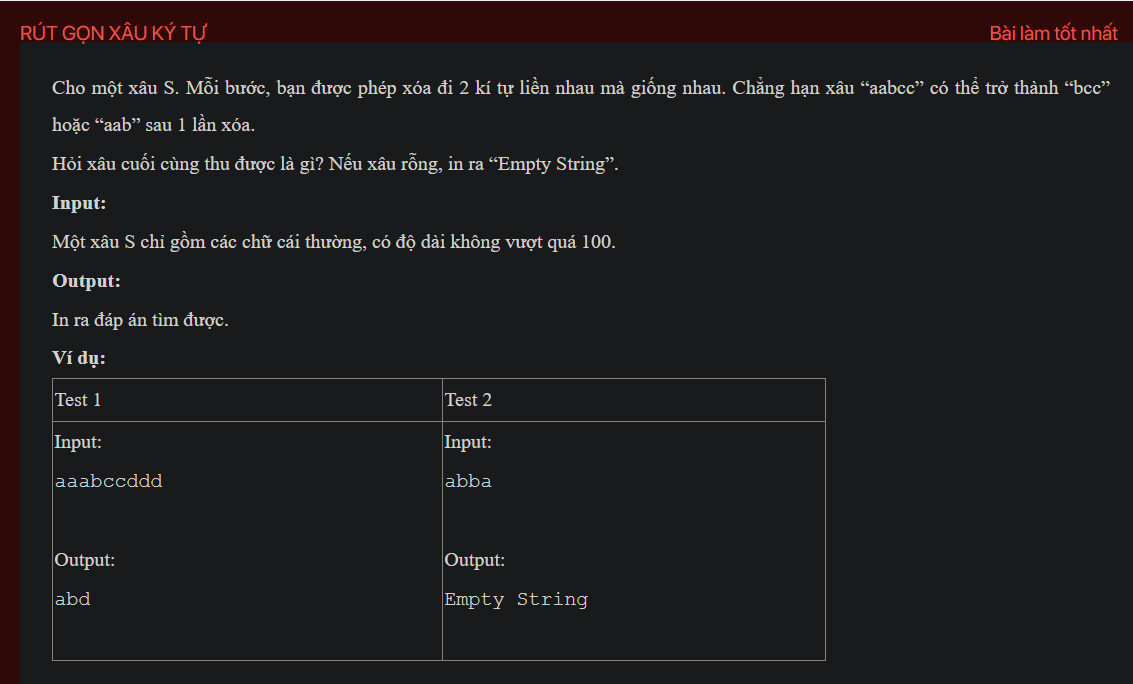 RÚT GỌN XÂU KÝ TỰ
Bài làm tốt nhất
Cho một xâu S. Mỗi bước, bạn được phép xóa đi 2 kí tự liền nhau mà giống nhau. Chẳng hạn xâu “aabcc” có thể trở thành “bcc”
hoặc “aab” sau 1 lần xóa.
Hỏi xâu cuối cùng thu được là gì? Nếu xâu rỗng, in ra “Empty String”.
Input:
Một xâu S chỉ gồm các chữ cái thường, có độ dài không vượt quá 100.
Output:
In ra đáp án tìm được.
Ví dụ:
Test 1
Test 2
Input:
aaabccddd
Output:
abd
Input:
abba
Output:
Empty String